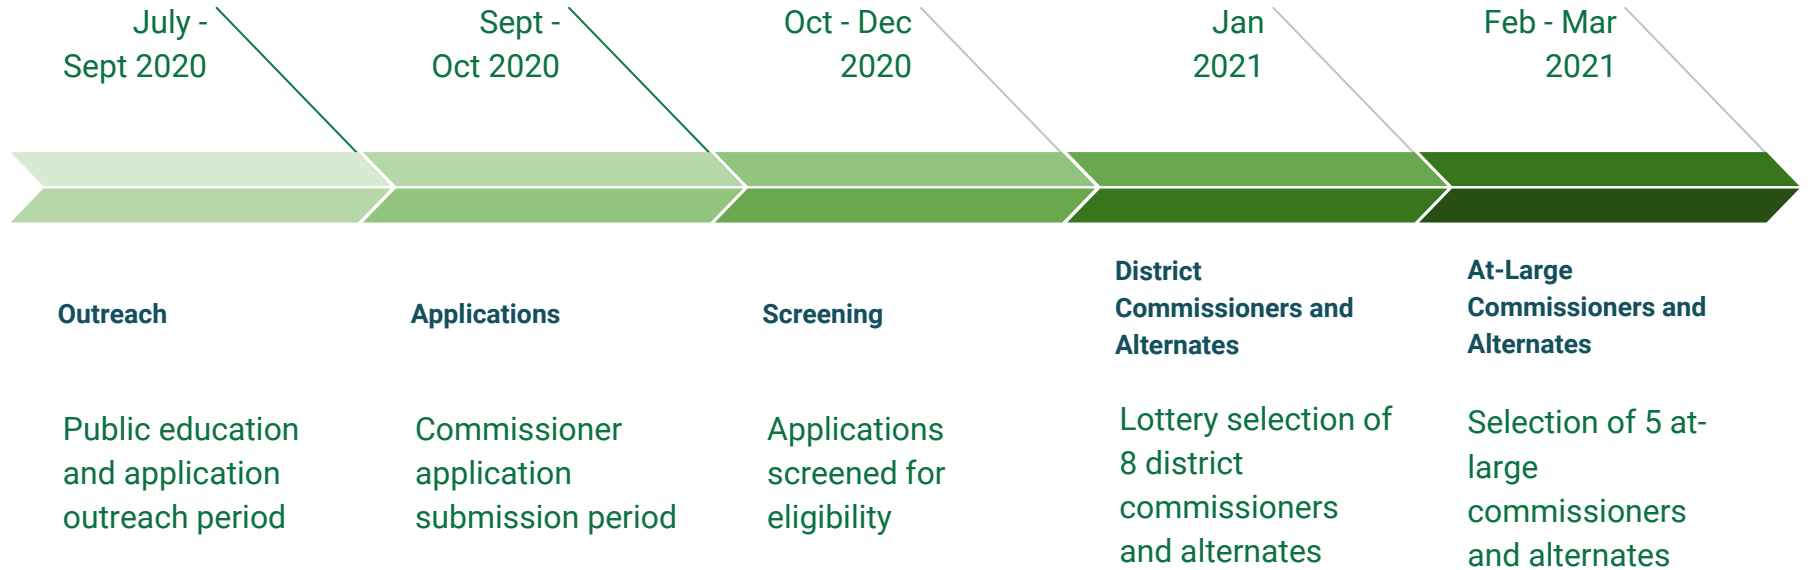 July -
Sept 2020
Sept -
Oct 2020
Oct - Dec
2020
Jan
2021
Feb - Mar
2021
Outreach
Applications
Screening
District
Commissioners and
Alternates
At-Large
Commissioners and
Alternates
Public education
and application
outreach period
Commissioner
application
submission period
Applications
screened for
eligibility
Lottery selection of
8 district
commissioners
and alternates
Selection of 5 at-
large
commissioners
and alternates